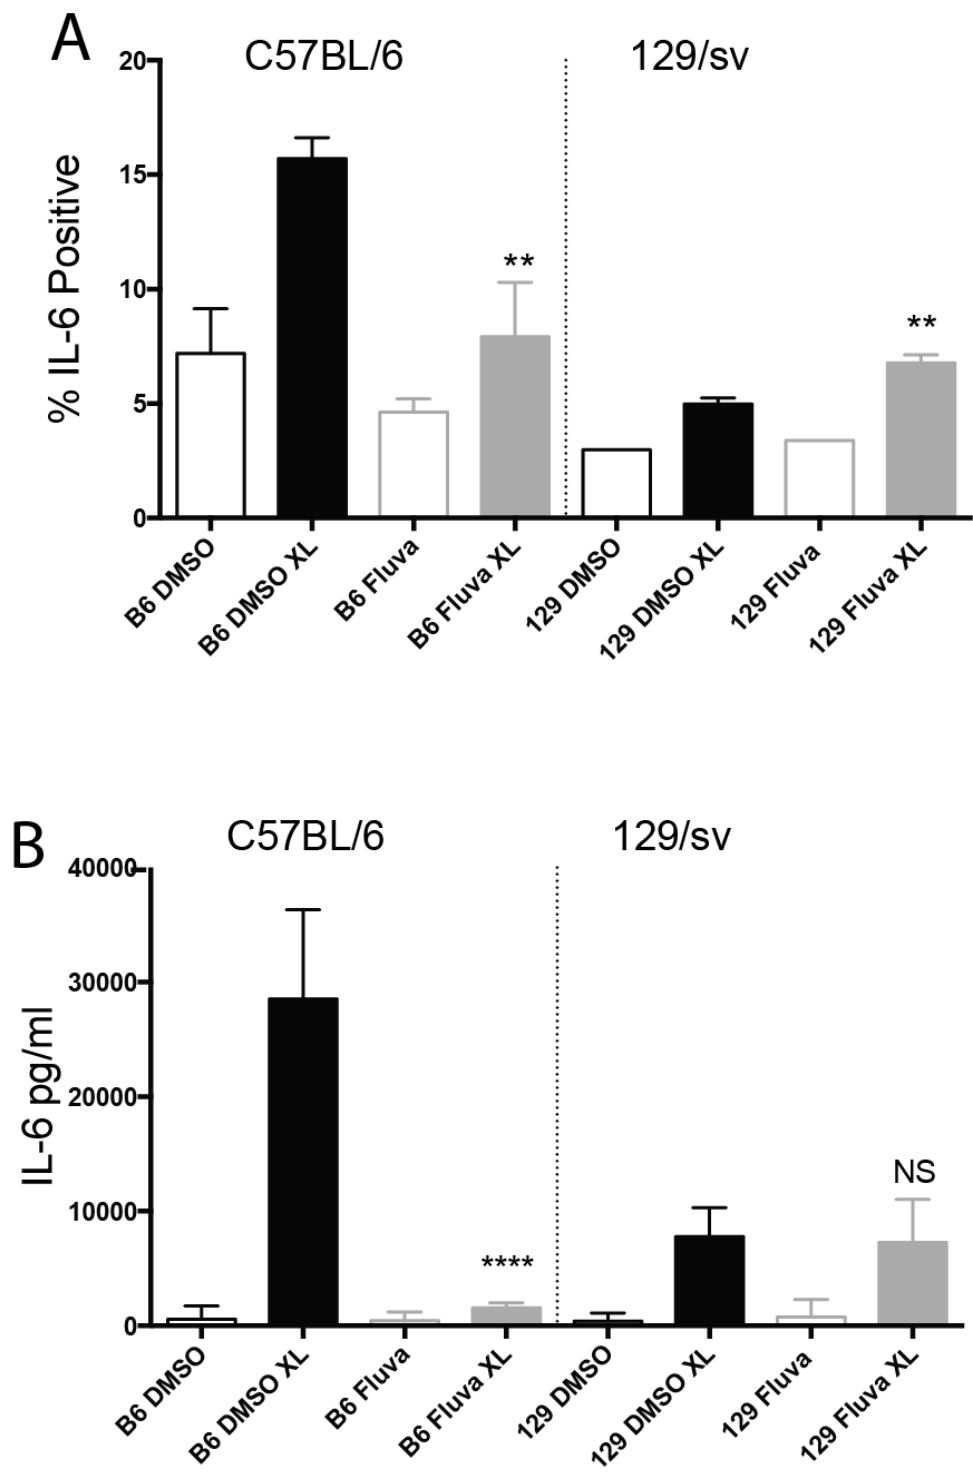 A
C57BL/6
129/sv
% IL-6 Positive
20
15
10
5
0
**
**
B6 DMSO
B6 DMSO XL
B6 Fluva
B6 Fluva XL
129 DMSO
129 DMSO XL
129 Fluva
129 Fluva XL
B
C57BL/6
129/sv
IL-6 pg/ml
40000
30000
20000
10000
0
****
NS
B6 DMSO
B6 DMSO XL
B6 Fluva
B6 Fluva XL
129 DMSO
129 DMSO XL
129 Fluva
129 Fluva XL